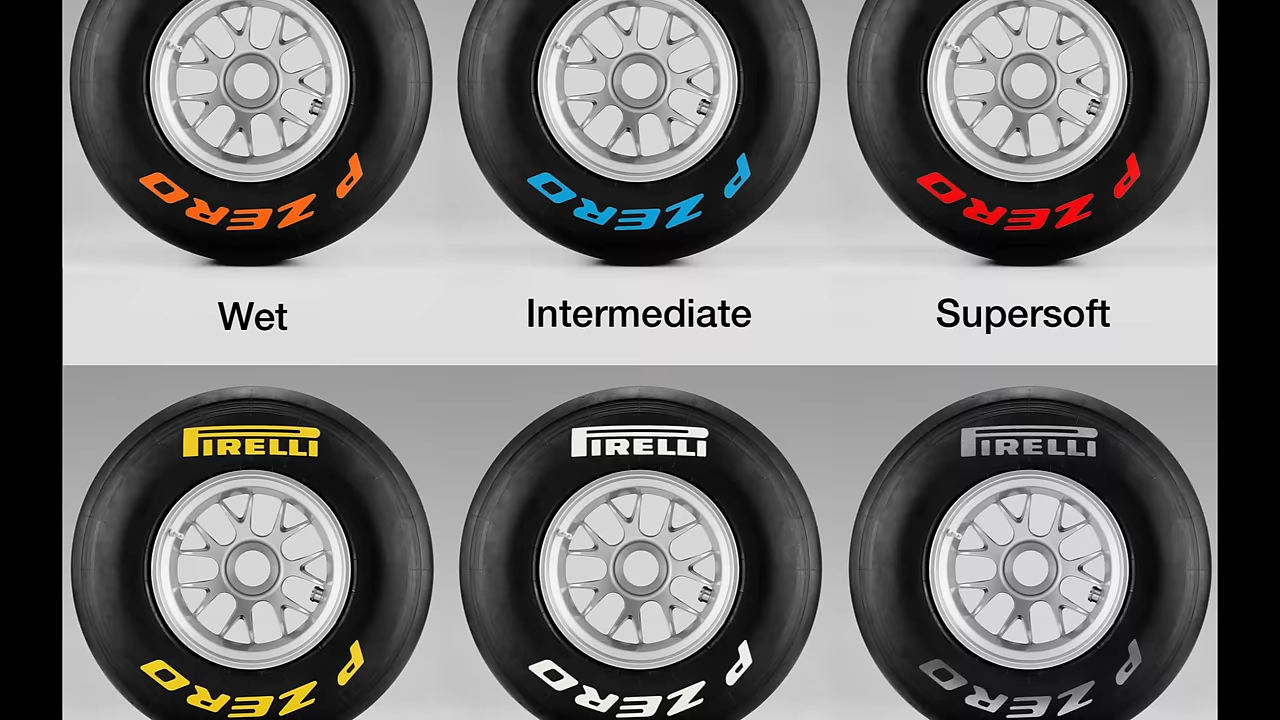 P ZERO
P ZERO
P ZERO
Wet
Intermediate
Supersoft
PIRELLI
PIRELLI
PIRELLI
P ZERO
P ZERO
P ZERO